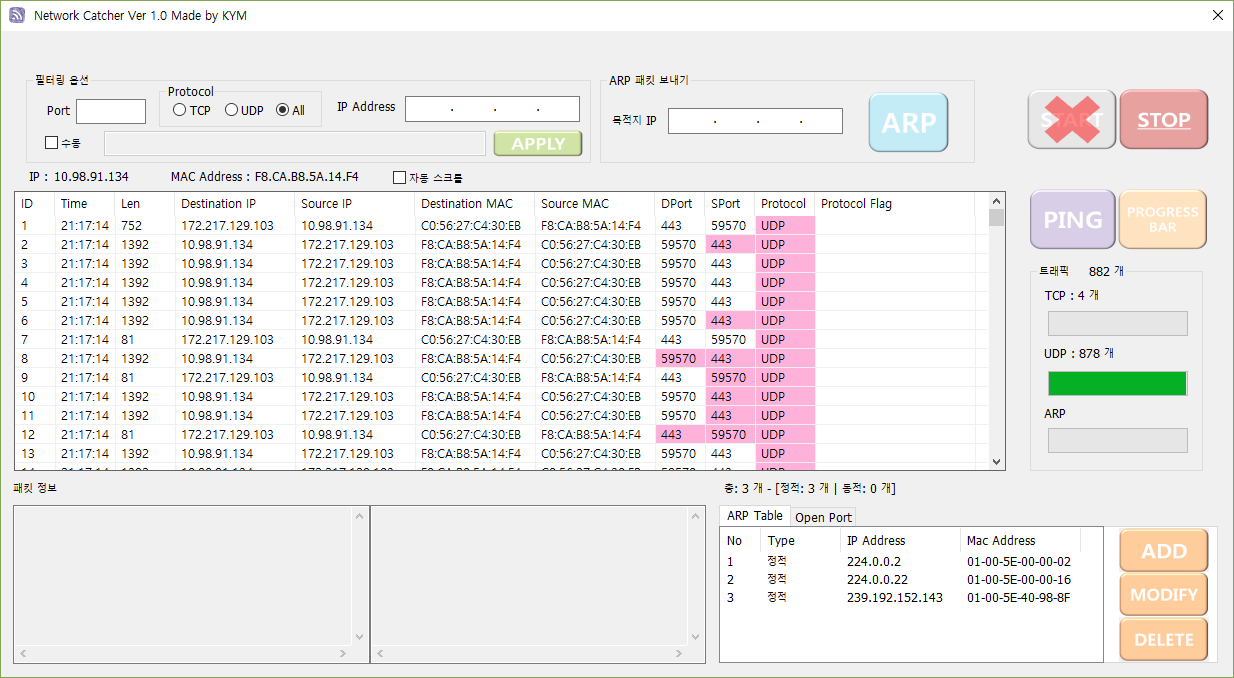 Network Catcher Ver 1.0 Made by KYM
필터링 옵션
Port
Protocol
TCP UDP All
IP Address . . .
수동
APPLY
ARP 패킷 보내기
목적지 IP . . .
ARP
START
STOP
IP : 10.98.91.134 MAC Address : F8.CA.B8.5A.14.F4 자동 스크롤
PING
PROGRESS
BAR
ID Time Len Destination IP Source IP Destination MAC Source MAC DPort SPort Protocol Protocol Flag
1 21:17:14 752 172.217.129.103 10.98.91.134 C0:56:27:C4:30:EB F8:CA:B8:5A:14:F4 443 59570 UDP
2 21:17:14 1392 10.98.91.134 172.217.129.103 F8:CA:B8:5A:14:F4 C0:56:27:C4:30:EB 59570 443 UDP
3 21:17:14 1392 10.98.91.134 172.217.129.103 F8:CA:B8:5A:14:F4 C0:56:27:C4:30:EB 59570 443 UDP
4 21:17:14 1392 10.98.91.134 172.217.129.103 F8:CA:B8:5A:14:F4 C0:56:27:C4:30:EB 59570 443 UDP
5 21:17:14 1392 10.98.91.134 172.217.129.103 F8:CA:B8:5A:14:F4 C0:56:27:C4:30:EB 59570 443 UDP
6 21:17:14 1392 10.98.91.134 172.217.129.103 F8:CA:B8:5A:14:F4 C0:56:27:C4:30:EB 59570 443 UDP
7 21:17:14 81 172.217.129.103 10.98.91.134 C0:56:27:C4:30:EB F8:CA:B8:5A:14:F4 443 59570 UDP
8 21:17:14 1392 10.98.91.134 172.217.129.103 F8:CA:B8:5A:14:F4 C0:56:27:C4:30:EB 59570 443 UDP
9 21:17:14 81 172.217.129.103 10.98.91.134 C0:56:27:C4:30:EB F8:CA:B8:5A:14:F4 443 59570 UDP
10 21:17:14 1392 10.98.91.134 172.217.129.103 F8:CA:B8:5A:14:F4 C0:56:27:C4:30:EB 59570 443 UDP
11 21:17:14 1392 10.98.91.134 172.217.129.103 F8:CA:B8:5A:14:F4 C0:56:27:C4:30:EB 59570 443 UDP
12 21:17:14 81 172.217.129.103 10.98.91.134 C0:56:27:C4:30:EB F8:CA:B8:5A:14:F4 443 59570 UDP
13 21:17:14 1392 10.98.91.134 172.217.129.103 F8:CA:B8:5A:14:F4 C0:56:27:C4:30:EB 59570 443 UDP
트래픽 882 개
TCP : 4 개
UDP : 878 개
ARP
패킷 정보
총: 3 개 - [정적: 3 개 | 동적: 0 개]
ARP Table Open Port
No Type IP Address Mac Address
1 정적 224.0.0.2 01-00-5E-00-00-02
2 정적 224.0.0.22 01-00-5E-00-00-16
3 정적 239.192.152.143 01-00-5E-40-98-8F
ADD
MODIFY
DELETE